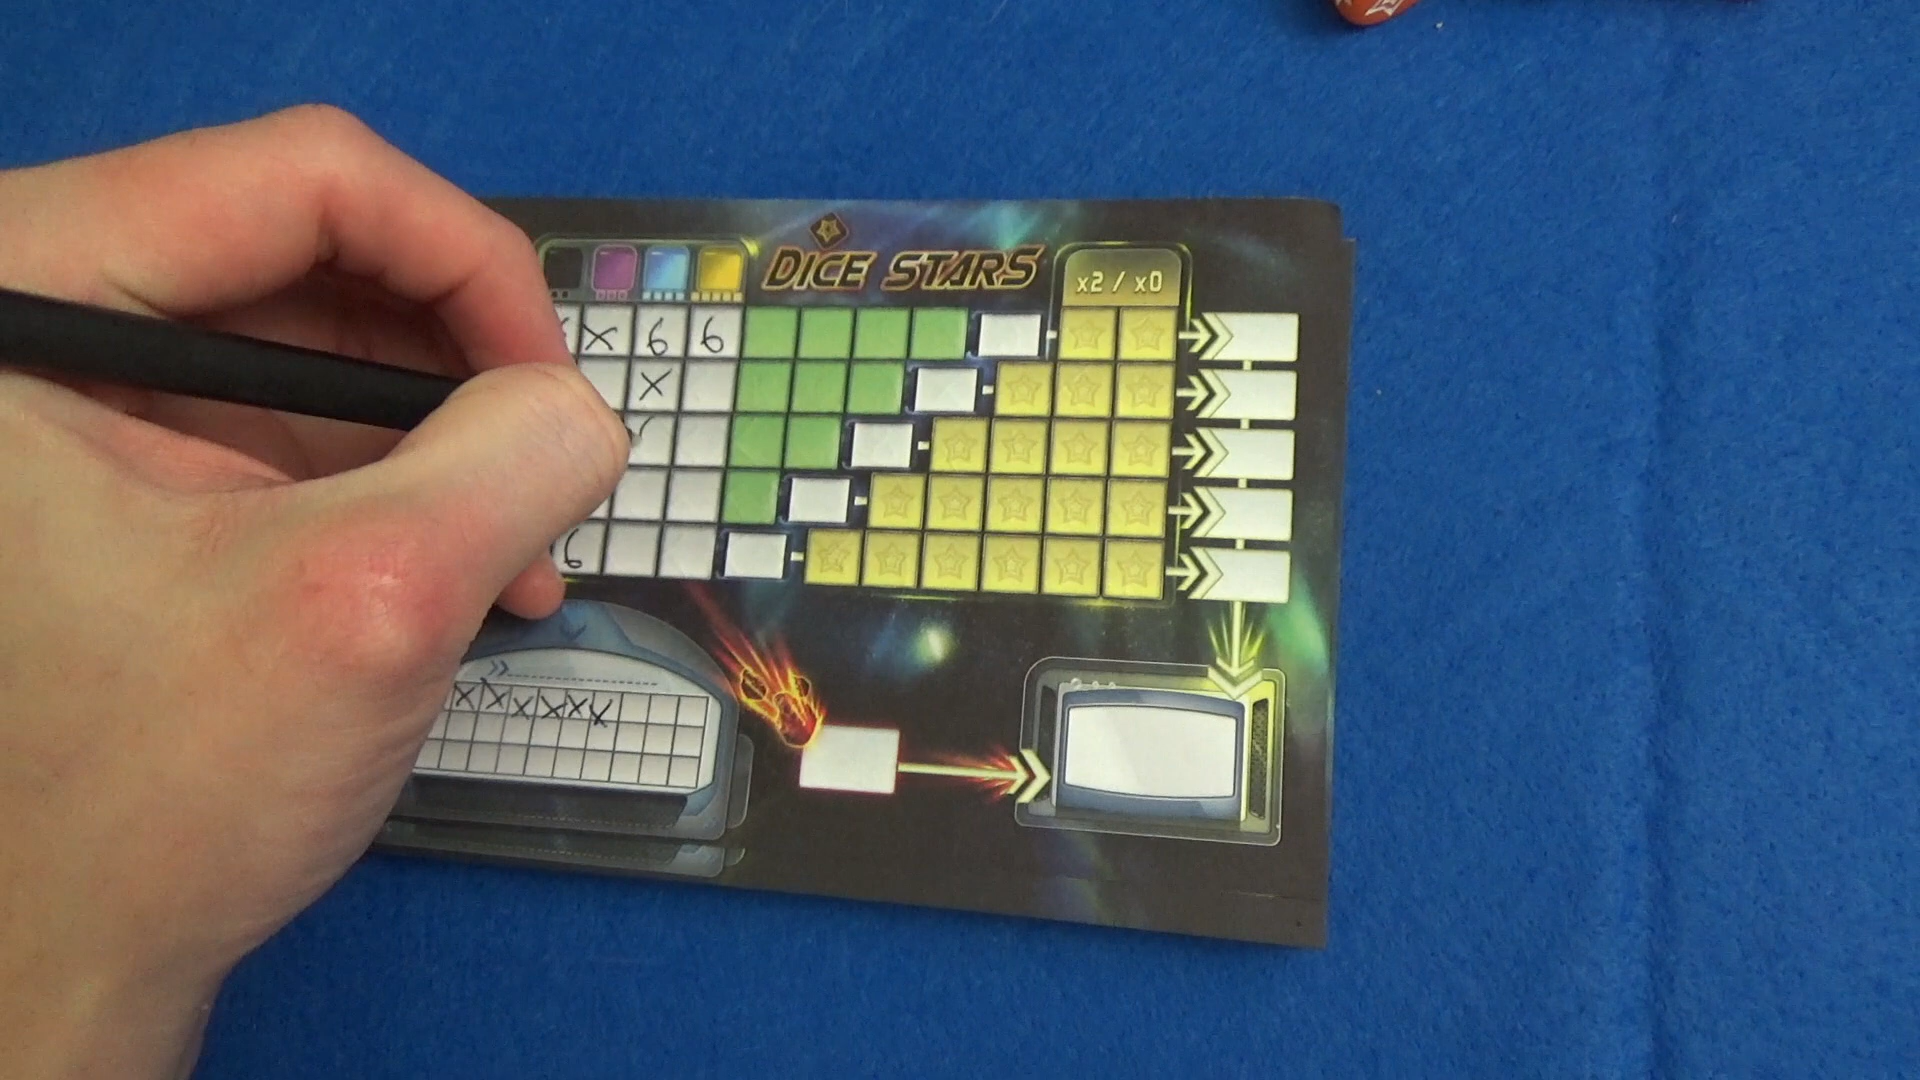 DICE STARS
x2 / x0
X 6 6
X
6
X X X X X X